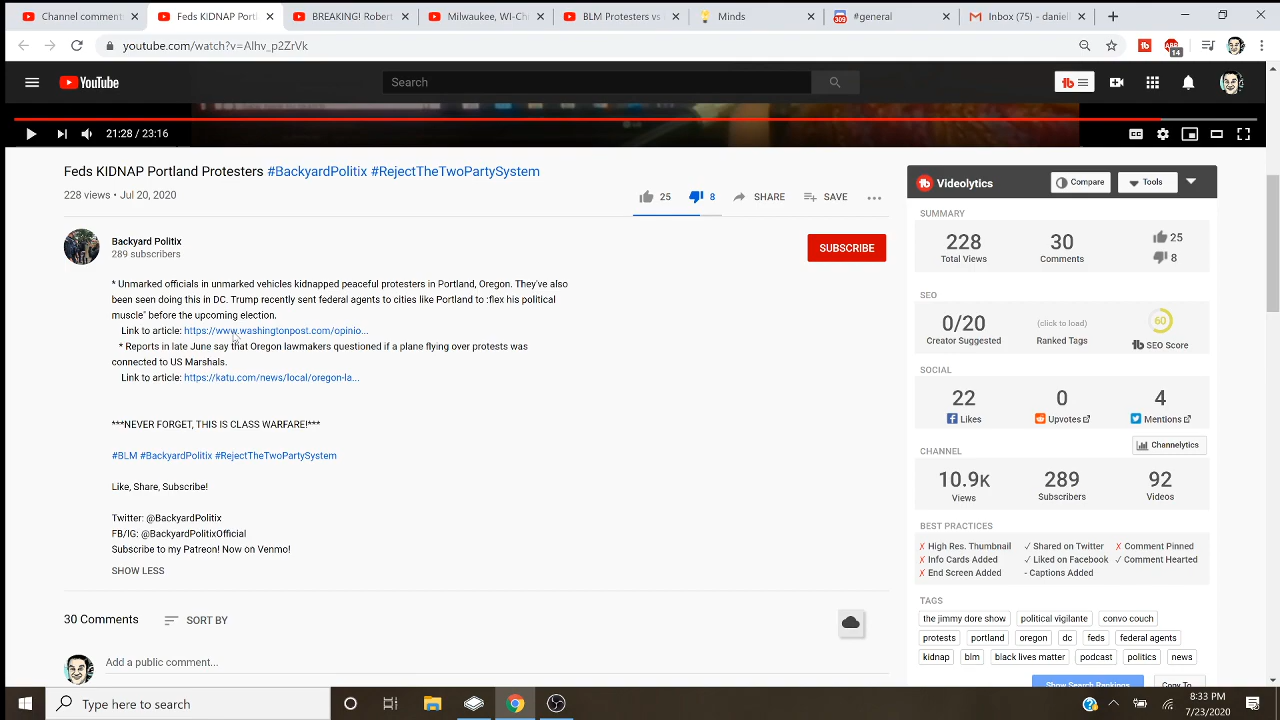 Channel comment
Feds KIDNAP Port
BREAKING! Robert
Milwaukee, WI-Ch
BLM Protesters vs
Minds
309
#general
Inbox (75) - daniel
youtube.com/watch?v=AIhv_p2ZrVk
14
YouTube
Search
21:28 / 23:16
CC
Feds KIDNAP Portland Protesters #BackyardPolitix #RejectTheTwoPartySystem
228 views • Jul 20, 2020
25
8
SHARE
SAVE
Backyard Politix
289 subscribers
SUBSCRIBE
* Unmarked officials in unmarked vehicles kidnapped peaceful protesters in Portland, Oregon. They've also
been seen doing this in DC. Trump recently sent federal agents to cities like Portland to :flex his political
muscle" before the upcoming election.
Link to article: https://www.washingtonpost.com/opinio...
* Reports in late June say that Oregon lawmakers questioned if a plane flying over protests was
connected to US Marshals.
Link to article: https://katu.com/news/local/oregon-la...
***NEVER FORGET, THIS IS CLASS WARFARE!***
#BLM #BackyardPolitix #RejectTheTwoPartySystem
Like, Share, Subscribe!
Twitter: @BackyardPolitix
FB/IG: @BackyardPolitixOfficial
Subscribe to my Patreon! Now on Venmo!
SHOW LESS
30 Comments
SORT BY
Add a public comment...
Videolytics
Compare
Tools
SUMMARY
228
Total Views
30
Comments
25
8
SEO
0/20
Creator Suggested
(click to load)
Ranked Tags
60
SEO Score
SOCIAL
22
Likes
0
Upvotes
4
Mentions
CHANNEL
Channelytics
10.9K
Views
289
Subscribers
92
Videos
BEST PRACTICES
✗ High Res. Thumbnail
✓ Shared on Twitter
✗ Comment Pinned
✗ Info Cards Added
✓ Liked on Facebook
✓ Comment Hearted
✗ End Screen Added
- Captions Added
TAGS
the jimmy dore show
political vigilante
convo couch
protests
portland
oregon
dc
feds
federal agents
kidnap
blm
black lives matter
podcast
politics
news
Show Search Rankings
Copy To
Type here to search
8:33 PM
7/23/2020